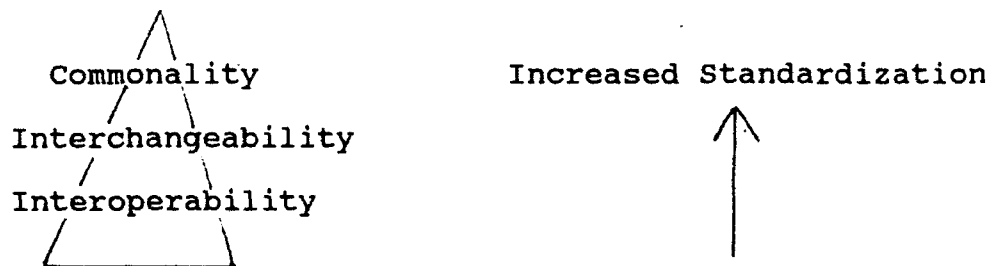 Commonality
Increased Standardization
Interchangeability
Interoperability